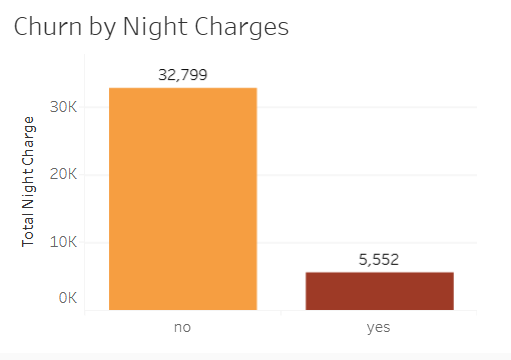 Churn by Night Charges
32,799
30K
20K
10K
0K
Total Night Charge
5,552
no
yes